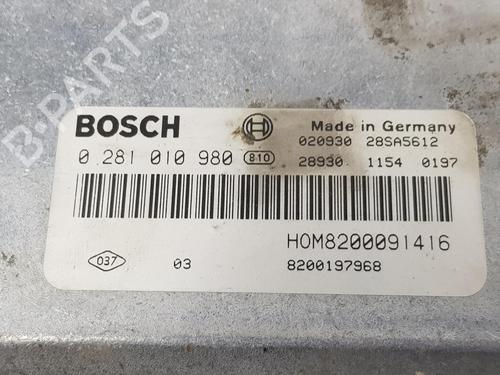 B-PARTS
BOSCH
Made in Germany
020930 28SA5612
0 281 010 980 810 28930 1154 0197
HOM8200091416
037 03 8200197968